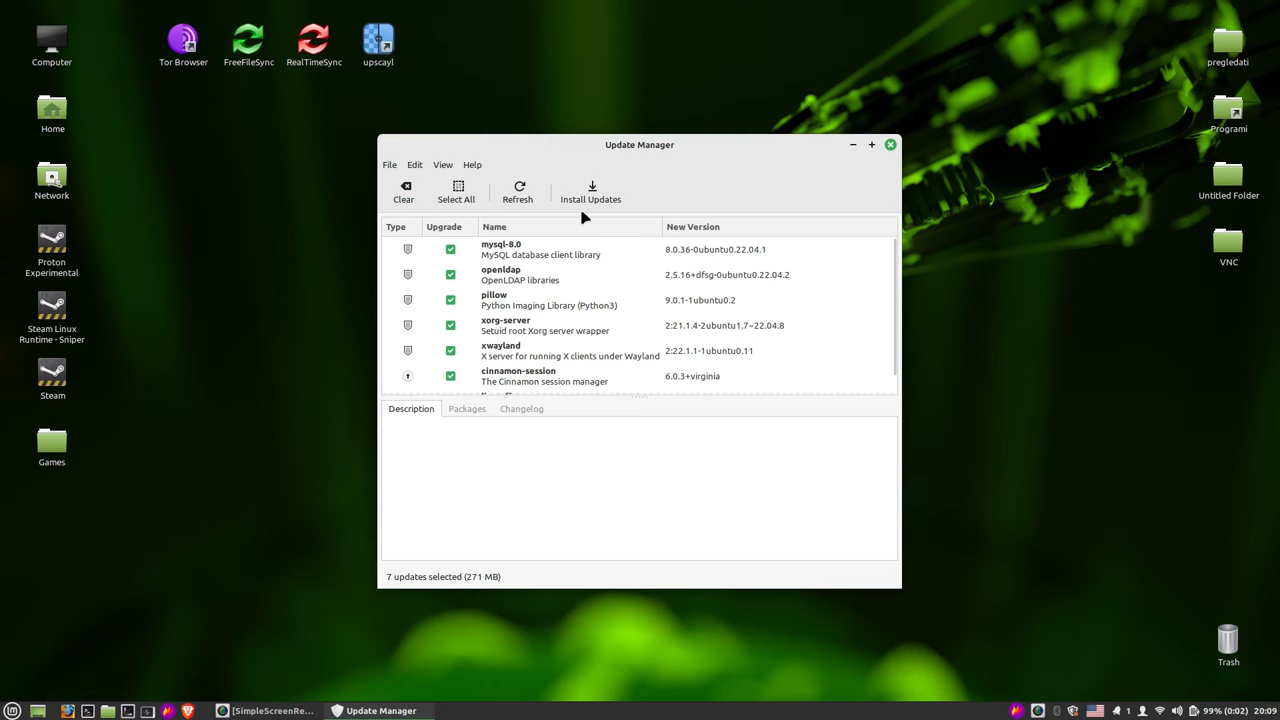 Computer
Tor Browser
FreeFileSync
RealTimeSync
upscayl
pregledati
Home
Programi
Network
Untitled Folder
Proton
Experimental
VNC
Steam Linux
Runtime - Sniper
Steam
Games
Trash
Update Manager
File Edit View Help
Clear Select All Refresh Install Updates
Type Upgrade Name New Version
mysql-8.0
MySQL database client library
8.0.36-0ubuntu0.22.04.1
openldap
OpenLDAP libraries
2.5.16+dfsg-0ubuntu0.22.04.2
pillow
Python Imaging Library (Python3)
9.0.1-1ubuntu0.2
xorg-server
Setuid root Xorg server wrapper
2:21.1.4-2ubuntu1.7~22.04.8
xwayland
X server for running X clients under Wayland
2:22.1.1-1ubuntu0.11
cinnamon-session
The Cinnamon session manager
6.0.3+virginia
Description Packages Changelog
7 updates selected (271 MB)
[SimpleScreenRe... Update Manager 1 99% (0:02) 20:09